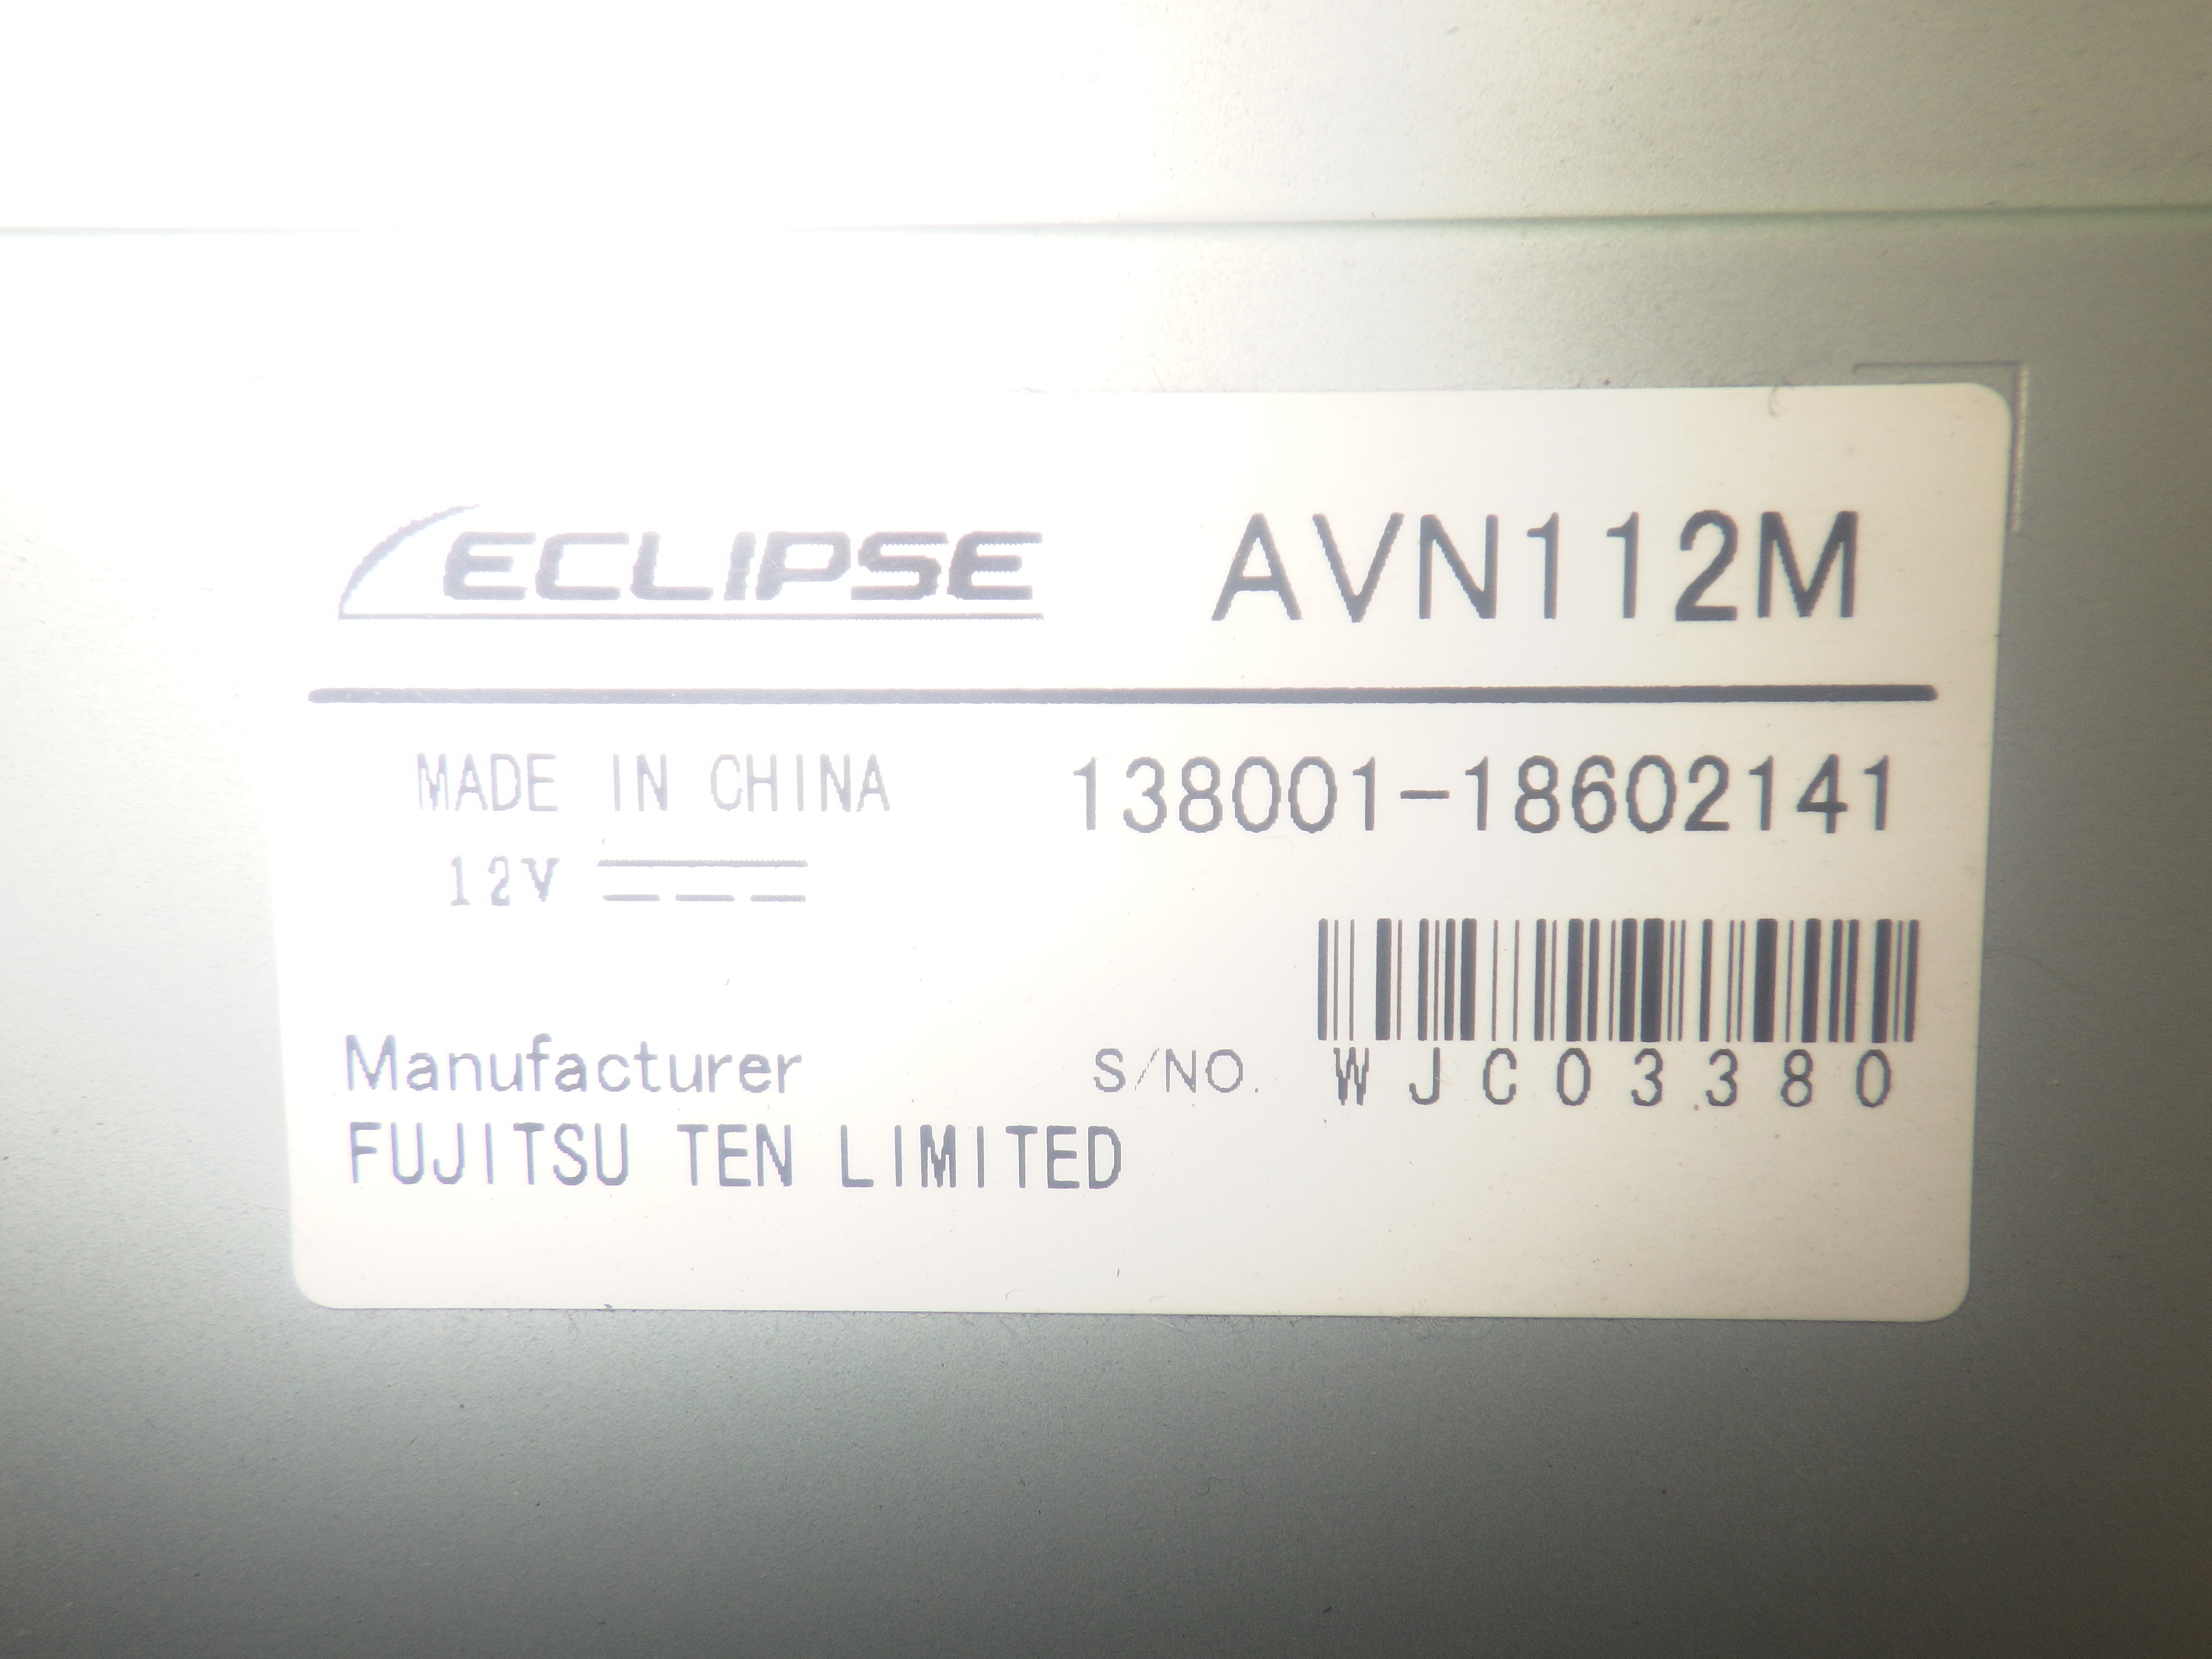 ECLIPSE AVN112M
MADE IN CHINA 138001-18602141
12V
Manufacturer S/NO. WJC03380
FUJITSU TEN LIMITED